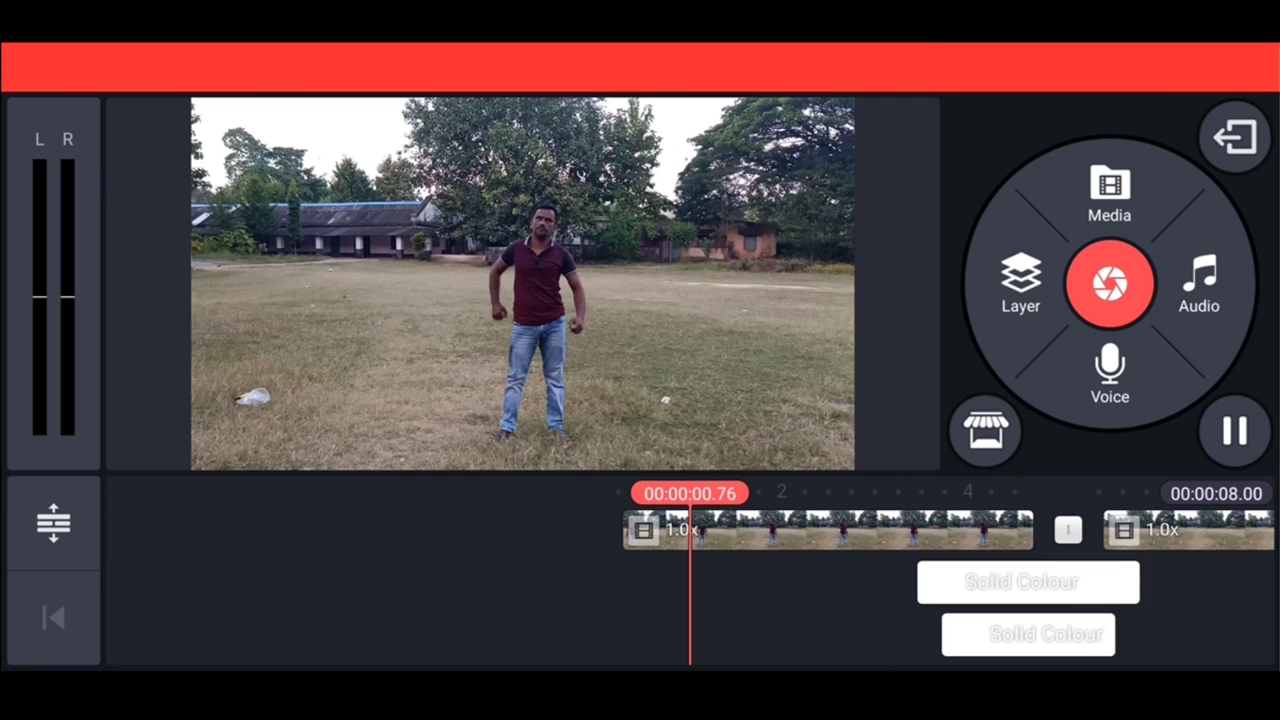 L R
Media
Layer
Audio
Voice
00:00:00.76
2
4
00:00:08.00
1.0x
1.0x
Solid Colour
Solid Colour